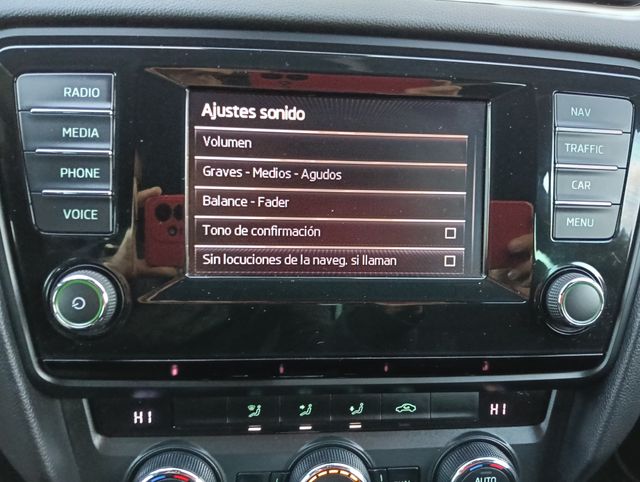 RADIO
MEDIA
PHONE
VOICE
Ajustes sonido
Volumen
Graves - Medios - Agudos
Balance - Fader
Tono de confirmación
Sin locuciones de la naveg. si llaman
NAV
TRAFFIC
CAR
MENU
HI
HI